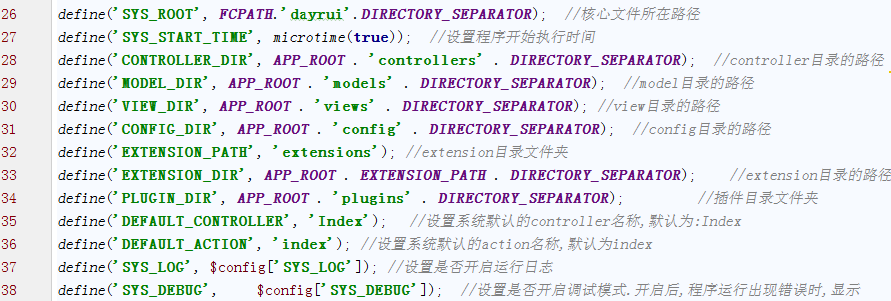 26 define('SYS_ROOT', FCPATH.'dayrui'.DIRECTORY_SEPARATOR); //核心文件所在路径
27 define('SYS_START_TIME', microtime(true)); //设置程序开始执行时间
28 define('CONTROLLER_DIR', APP_ROOT . 'controllers' . DIRECTORY_SEPARATOR); //controller目录的路径
29 define('MODEL_DIR', APP_ROOT . 'models' . DIRECTORY_SEPARATOR); //model目录的路径
30 define('VIEW_DIR', APP_ROOT . 'views' . DIRECTORY_SEPARATOR); //view目录的路径
31 define('CONFIG_DIR', APP_ROOT . 'config' . DIRECTORY_SEPARATOR); //config目录的路径
32 define('EXTENSION_PATH', 'extensions'); //extension目录文件夹
33 define('EXTENSION_DIR', APP_ROOT . EXTENSION_PATH . DIRECTORY_SEPARATOR); //extension目录的路径
34 define('PLUGIN_DIR', APP_ROOT . 'plugins' . DIRECTORY_SEPARATOR); //插件目录文件夹
35 define('DEFAULT_CONTROLLER', 'Index'); //设置系统默认的controller名称,默认为:Index
36 define('DEFAULT_ACTION', 'index'); //设置系统默认的action名称,默认为index
37 define('SYS_LOG', $config['SYS_LOG']); //设置是否开启运行日志
38 define('SYS_DEBUG', $config['SYS_DEBUG']); //设置是否开启调试模式.开启后,程序运行出现错误时,显示